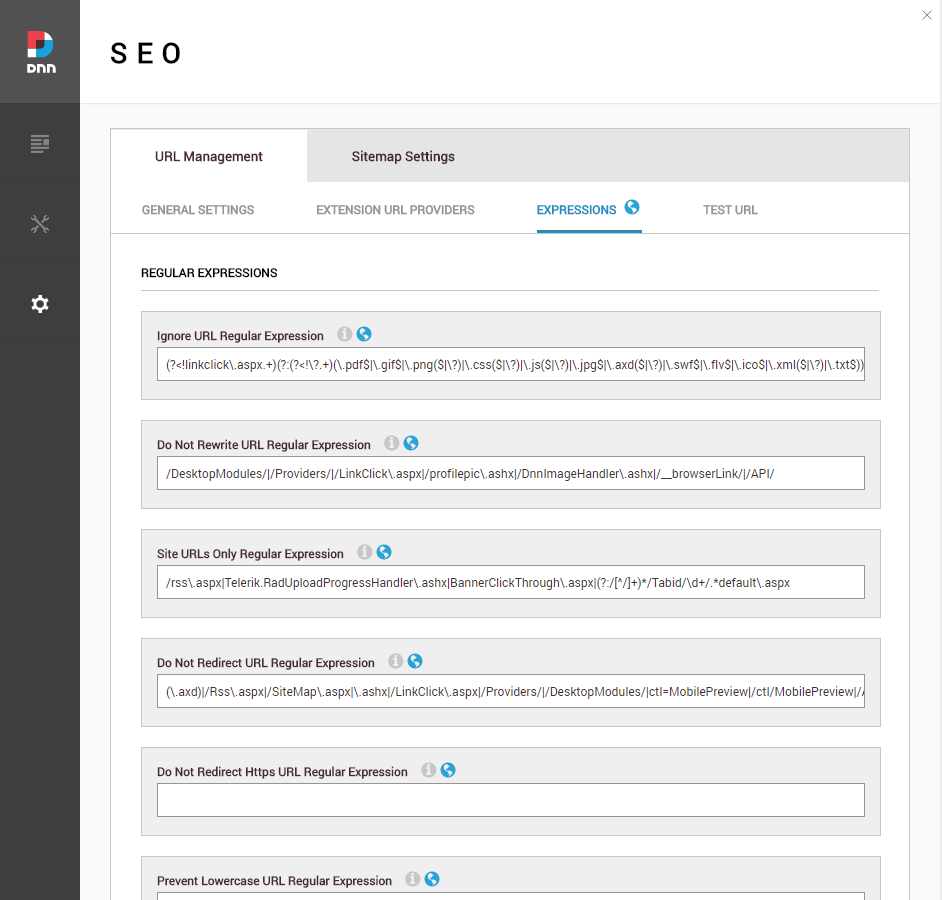 SEO
DNN
URL Management
Sitemap Settings
GENERAL SETTINGS
EXTENSION URL PROVIDERS
EXPRESSIONS
TEST URL
REGULAR EXPRESSIONS
Ignore URL Regular Expression
(?<!linkclick\.aspx.+)(?:(?<!\?.+)(\.pdf$|\.gif$|\.png($|\?)|\.css($|\?)|\.js($|\?)|\.jpg$|\.axd($|\?)|\.swf$|\.flv$|\.ico$|\.xml($|\?)|\.txt$))
Do Not Rewrite URL Regular Expression
/DesktopModules/|/Providers/|/LinkClick\.aspx|/profilepic\.ashx|/DnnImageHandler\.ashx|/__browserLink/|/API/
Site URLs Only Regular Expression
/rss\.aspx|Telerik.RadUploadProgressHandler\.ashx|BannerClickThrough\.aspx|(?:/[^/]+)*/Tabid/\d+/.*default\.aspx
Do Not Redirect URL Regular Expression
(\.axd)|/Rss\.aspx|/SiteMap\.aspx|\.ashx|/LinkClick\.aspx|/Providers/|/DesktopModules/|ctl=MobilePreview|/ctl/MobilePreview|/
Do Not Redirect Https URL Regular Expression
Prevent Lowercase URL Regular Expression